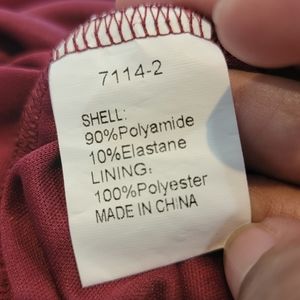 7114-2
SHELL:
90%Polyamide
10%Elastane
LINING:
100%Polyester
MADE IN CHINA